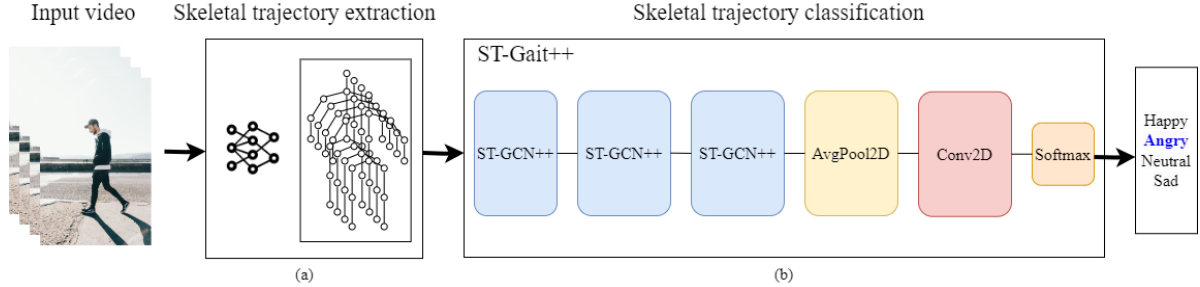 Input video
Skeletal trajectory extraction
Skeletal trajectory classification
ST-Gait++
ST-GCN++
ST-GCN++
ST-GCN++
AvgPool2D
Conv2D
Softmax
Happy
Angry
Neutral
Sad
(a)
(b)